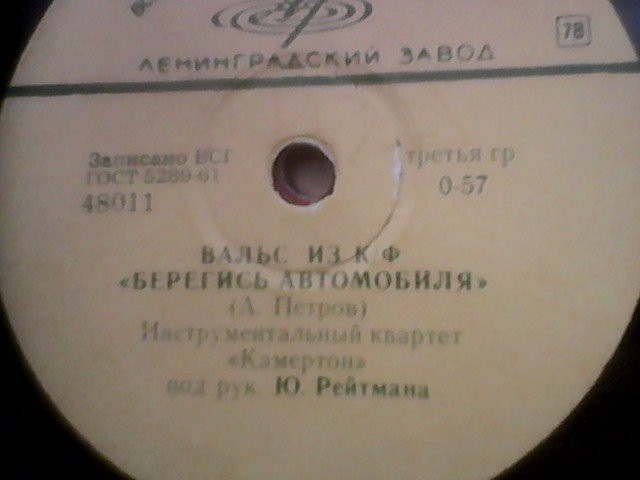 78
ЛЕНИНГРАДСКИЙ ЗАВОД
Записано ВСГ
ГОСТ 5289-61
48011
третья гр
0-57
ВАЛЬС ИЗ К Ф
«БЕРЕГИСЬ АВТОМОБИЛЯ»
(А. Петров)
Инструментальный квартет
«Камертон»
под рук. Ю. Рейтмана